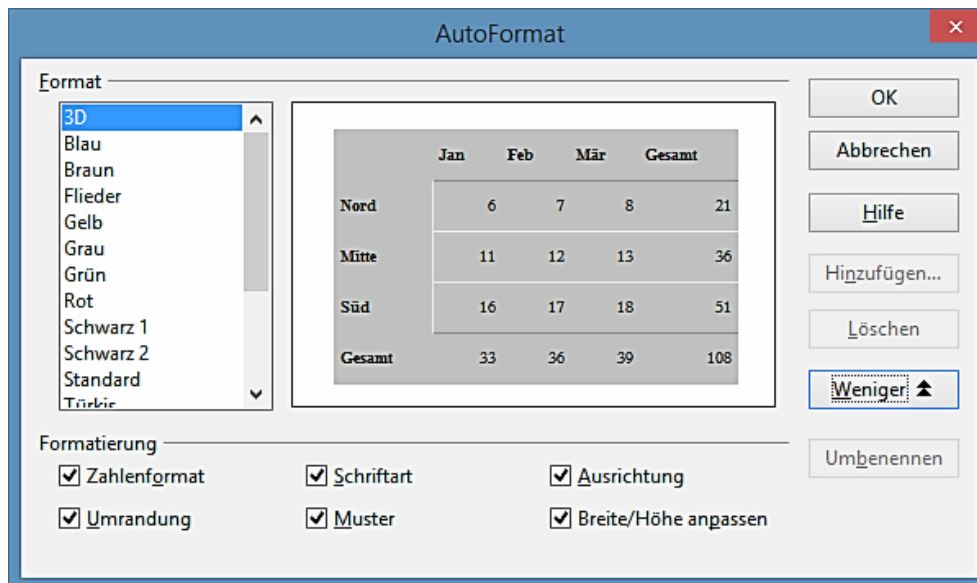 AutoFormat
Format
3D
Blau
Braun
Flieder
Gelb
Grau
Grün
Rot
Schwarz 1
Schwarz 2
Standard
Türkis
Jan Feb Mär Gesamt
Nord 6 7 8 21
Mitte 11 12 13 36
Süd 16 17 18 51
Gesamt 33 36 39 108
OK
Abbrechen
Hilfe
Hinzufügen...
Löschen
Weniger
Umbenennen
Formatierung
Zahlenformat Schriftart Ausrichtung
Umrandung Muster Breite/Höhe anpassen